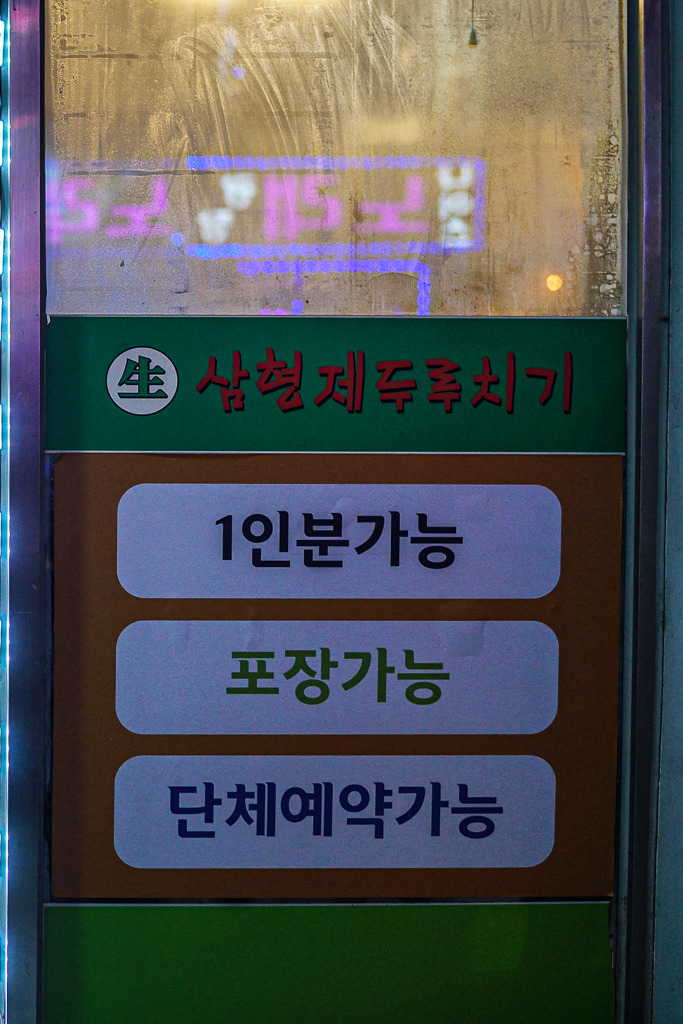 生 삼형제두루치기
1인분가능
포장가능
단체예약가능